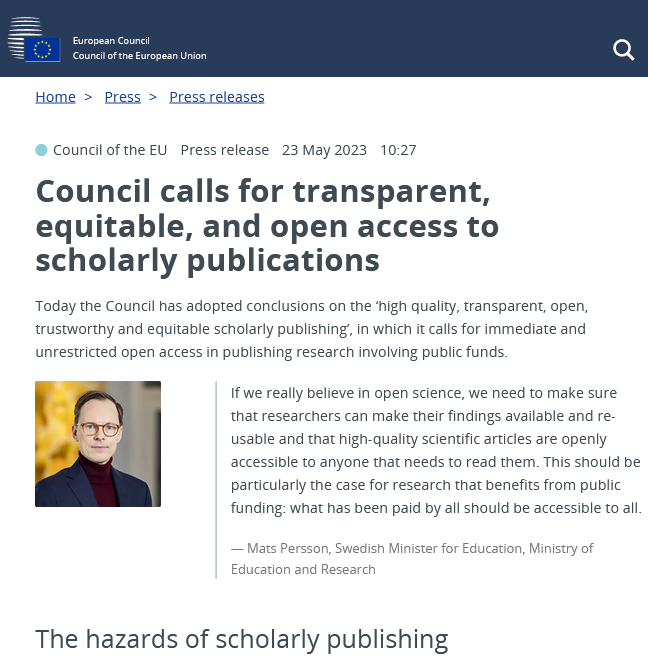 European Council
Council of the European Union
Home > Press > Press releases
Council of the EU Press release 23 May 2023 10:27
Council calls for transparent,
equitable, and open access to
scholarly publications
Today the Council has adopted conclusions on the ‘high quality, transparent, open,
trustworthy and equitable scholarly publishing’, in which it calls for immediate and
unrestricted open access in publishing research involving public funds.
If we really believe in open science, we need to make sure
that researchers can make their findings available and re-
usable and that high-quality scientific articles are openly
accessible to anyone that needs to read them. This should be
particularly the case for research that benefits from public
funding: what has been paid by all should be accessible to all.
— Mats Persson, Swedish Minister for Education, Ministry of
Education and Research
The hazards of scholarly publishing